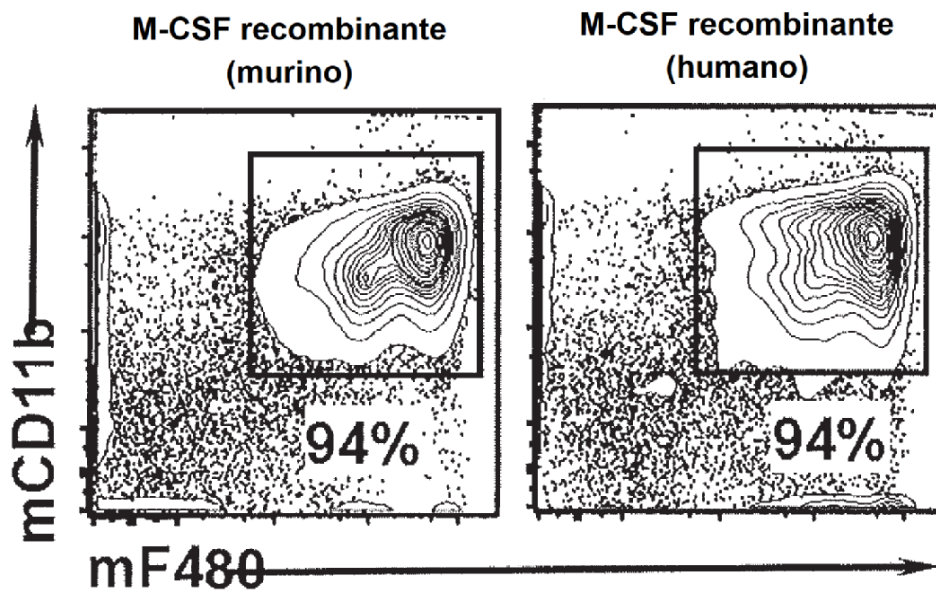 M-CSF recombinante
(murino)
M-CSF recombinante
(humano)
mCD11b
94%
94%
mF480